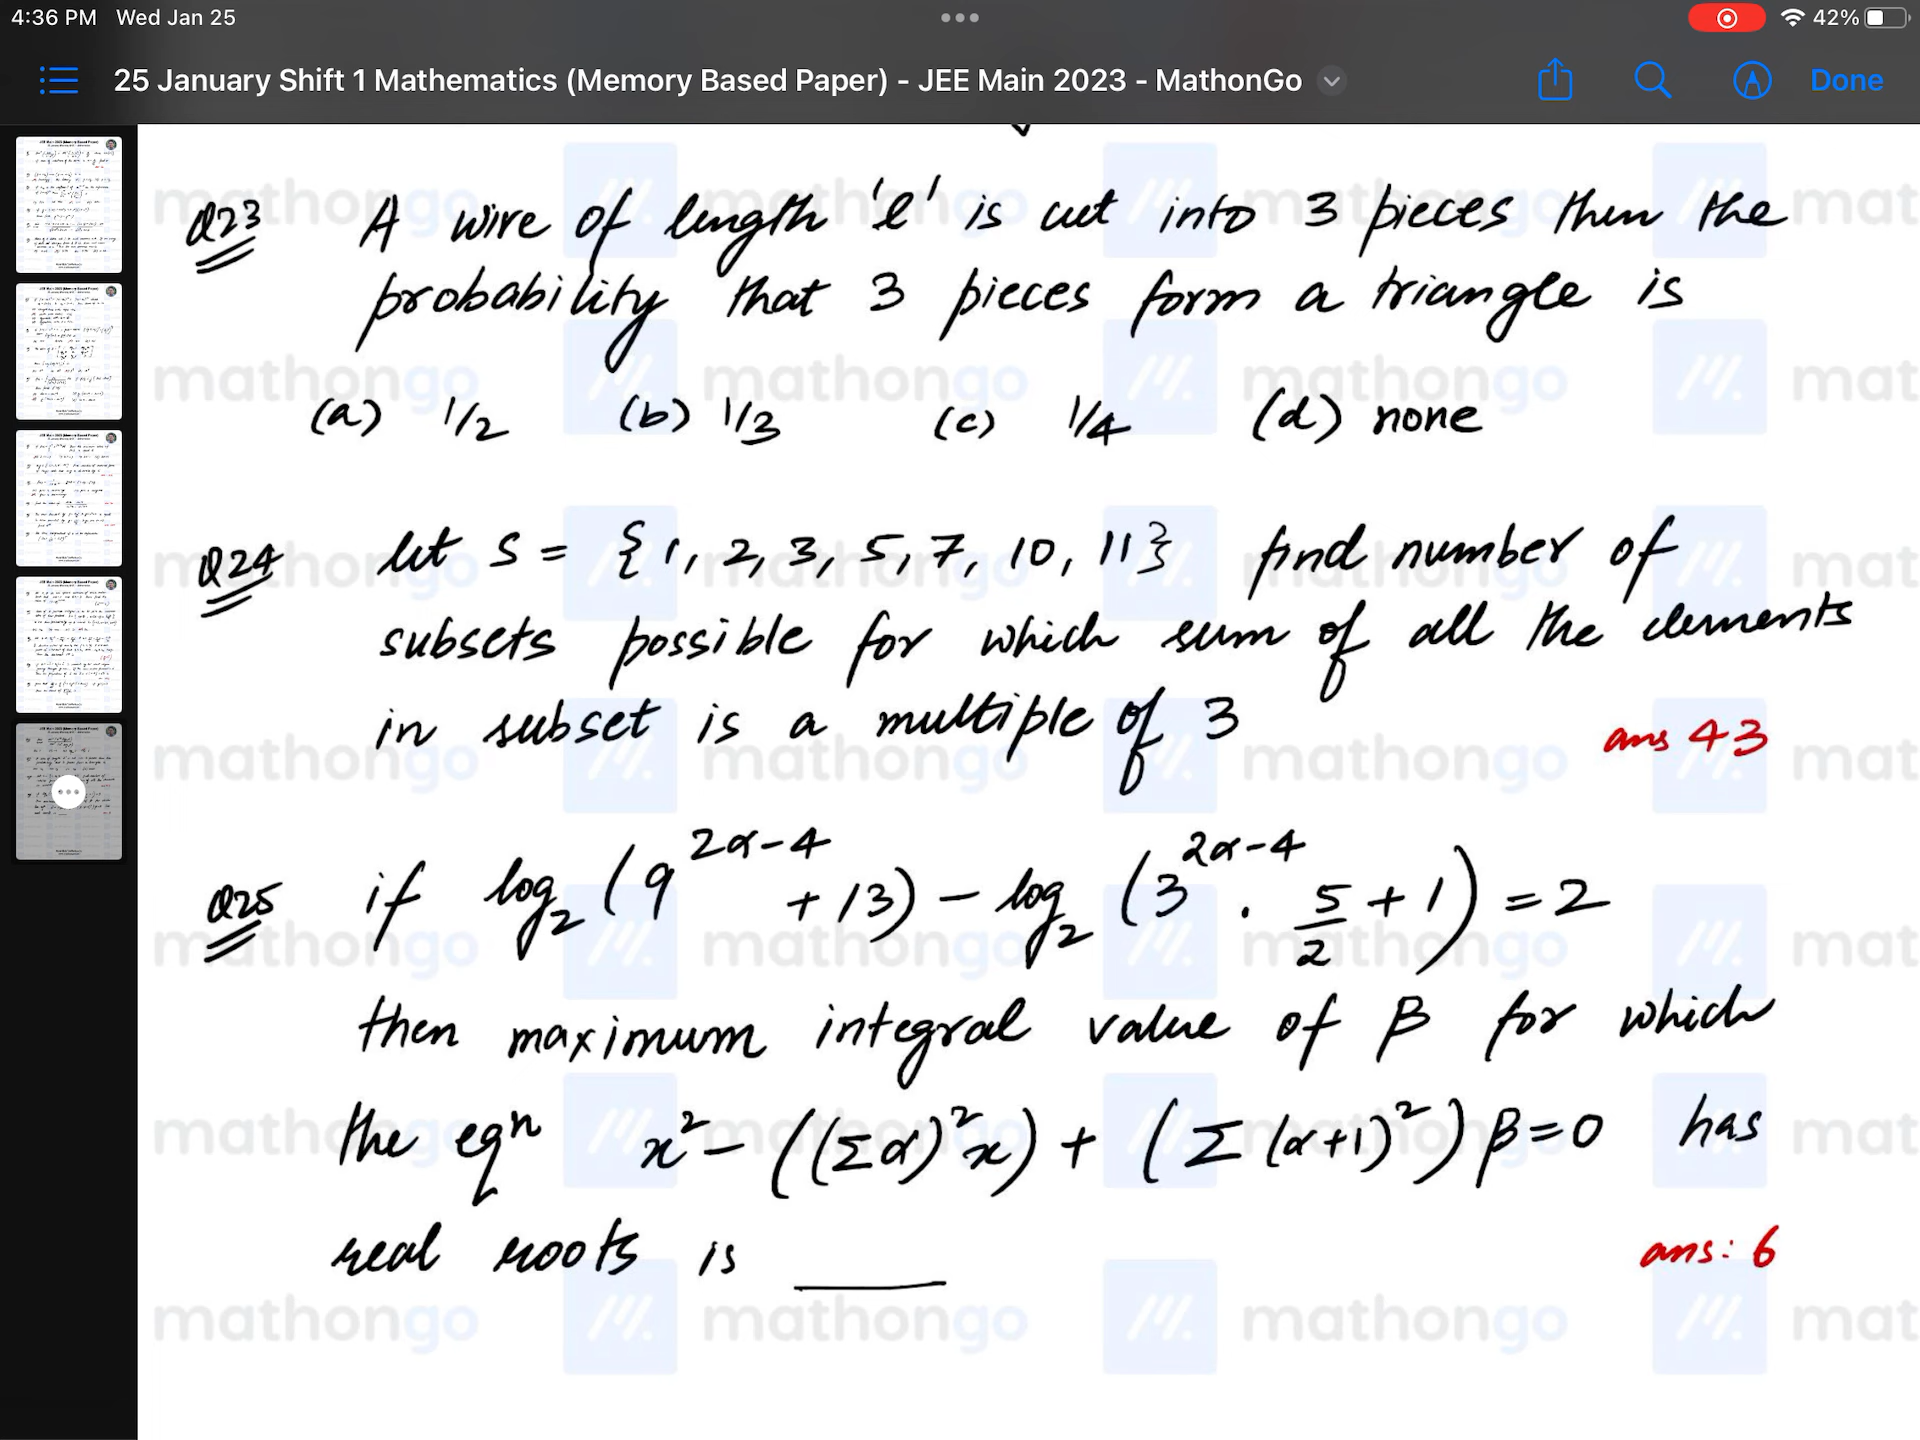 4:36 PM Wed Jan 25
42%
25 January Shift 1 Mathematics (Memory Based Paper) - JEE Main 2023 - MathonGo
Done
Q23 A wire of length 'l' is cut into 3 pieces then the
probability that 3 pieces form a triangle is
(a) 1/2 (b) 1/3 (c) 1/4 (d) none
Q24 let S = {1, 2, 3, 5, 7, 10, 11} find number of
subsets possible for which sum of all the elements
in subset is a multiple of 3 ans 43
Q25 if log₂ (9^(2α-4) + 13) - log₂ (3^(2α-4) · 5/2 + 1) = 2
then maximum integral value of β for which
the eqⁿ x² - ((Σα)²x) + (Σ(α+1)²) β = 0 has
real roots is ____ ans: 6
mathongo